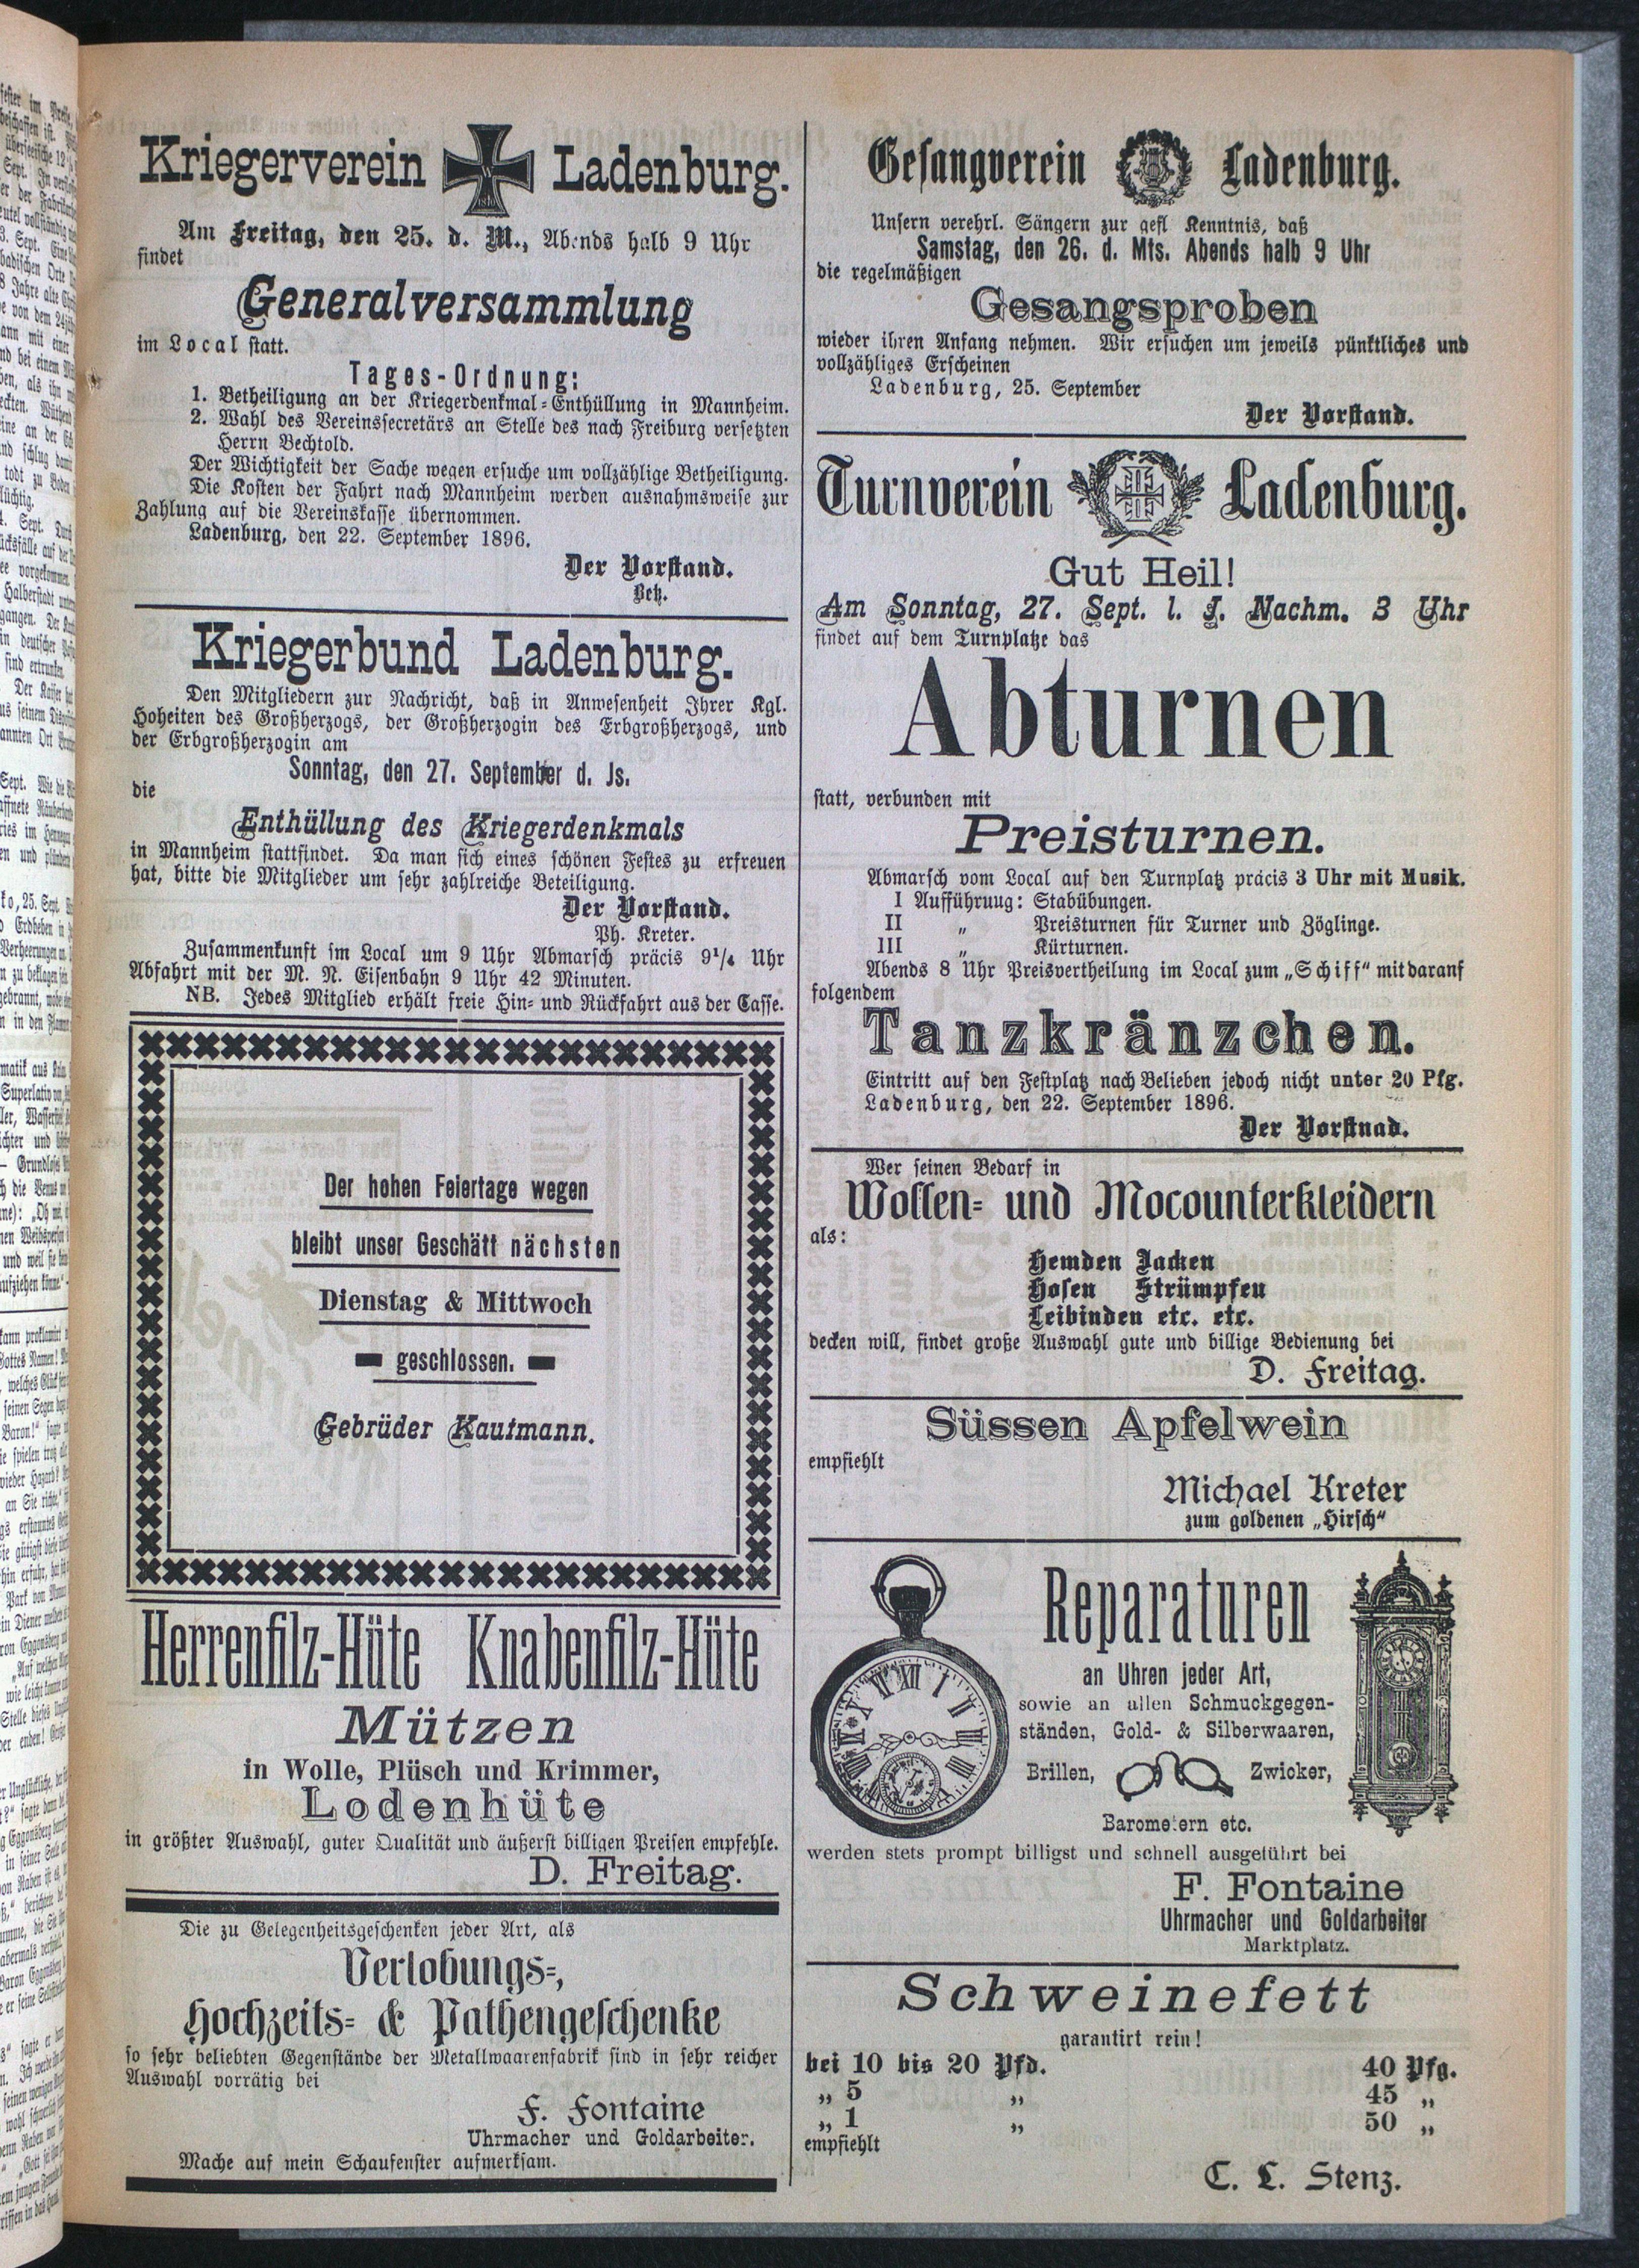 Kriegerverein Ladenburg.
Am Freitag, den 25. d. M., Abends halb 9 Uhr
findet
Generalversammlung
im Local statt.
Tages-Ordnung:
1. Betheiligung an der Kriegerdenkmal-Enthüllung in Mannheim.
2. Wahl des Vereinssecretärs an Stelle des nach Freiburg versetzten
Herrn Bechtold.
Der Wichtigkeit der Sache wegen ersuche um vollzählige Betheiligung.
Die Kosten der Fahrt nach Mannheim werden ausnahmsweise zur
Zahlung auf die Vereinskasse übernommen.
Ladenburg, den 22. September 1896.
Der Vorstand.
Betz.
Kriegerbund Ladenburg.
Den Mitgliedern zur Nachricht, daß in Anwesenheit Ihrer Kgl.
Hoheiten des Großherzogs, der Großherzogin des Erbgroßherzogs, und
der Erbgroßherzogin am
Sonntag, den 27. September d. Js.
die
Enthüllung des Kriegerdenkmals
in Mannheim stattfindet. Da man sich eines schönen Festes zu erfreuen
hat, bitte die Mitglieder um sehr zahlreiche Beteiligung.
Der Vorstand.
Ph. Kreter.
Zusammenkunft im Local um 9 Uhr Abmarsch präcis 9¼ Uhr
Abfahrt mit der M. N. Eisenbahn 9 Uhr 42 Minuten.
NB. Jedes Mitglied erhält freie Hin- und Rückfahrt aus der Casse.
Der hohen Feiertage wegen
bleibt unser Geschätt nächsten
Dienstag & Mittwoch
geschlossen.
Gebrüder Kaufmann.
Herrenfilz-Hüte Knabenfilz-Hüte
Mützen
in Wolle, Plüsch und Krimmer,
Lodenhüte
in größter Auswahl, guter Qualität und äußerst billigen Preisen empfehle.
D. Freitag.
Die zu Gelegenheitsgeschenken jeder Art, als
Verlobungs-,
Hochzeits- & Pathengeschenke
so sehr beliebten Gegenstände der Metallwaarenfabrik sind in sehr reicher
Auswahl vorrätig bei
F. Fontaine
Uhrmacher und Goldarbeiter.
Mache auf mein Schaufenster aufmerksam.
Gesangverein Ladenburg.
Unsern verehrl. Sängern zur gefl Kenntnis, daß
Samstag, den 26. d. Mts. Abends halb 9 Uhr
die regelmäßigen
Gesangsproben
wieder ihren Anfang nehmen. Wir ersuchen um jeweils pünktliches und
vollzähliges Erscheinen
Ladenburg, 25. September
Der Vorstand.
Turnverein Ladenburg.
Gut Heil!
Am Sonntag, 27. Sept. l. J. Nachm. 3 Uhr
findet auf dem Turnplatze das
Abturnen
statt, verbunden mit
Preisturnen.
Abmarsch vom Local auf den Turnplatz präcis 3 Uhr mit Musik.
I Aufführuug: Stabübungen.
II „ Preisturnen für Turner und Zöglinge.
III „ Kürturnen.
Abends 8 Uhr Preisvertheilung im Local zum „Schiff“ mit darauf
folgendem
Tanzkränzchen.
Eintritt auf den Festplatz nach Belieben jedoch nicht unter 20 Pfg.
Ladenburg, den 22. September 1896.
Der Vorstnad.
Wer seinen Bedarf in
Wollen- und Mocounterkleidern
als:
Hemden Jacken
Hosen Strümpfen
Leibinden etc. etc.
decken will, findet große Auswahl gute und billige Bedienung bei
D. Freitag.
Süssen Apfelwein
empfiehlt
Michael Kreter
zum goldenen „Hirsch“
Reparaturen
an Uhren jeder Art,
sowie an allen Schmuckgegen-
ständen, Gold- & Silberwaaren,
Brillen, Zwicker,
Barometern etc.
werden stets prompt billigst und schnell ausgeführt bei
F. Fontaine
Uhrmacher und Goldarbeiter
Marktplatz.
Schweinefett
garantirt rein!
bei 10 bis 20 Pfd. 40 Pfg.
„ 5 „ 45 „
„ 1 „ 50 „
empfiehlt
C. L. Stenz.